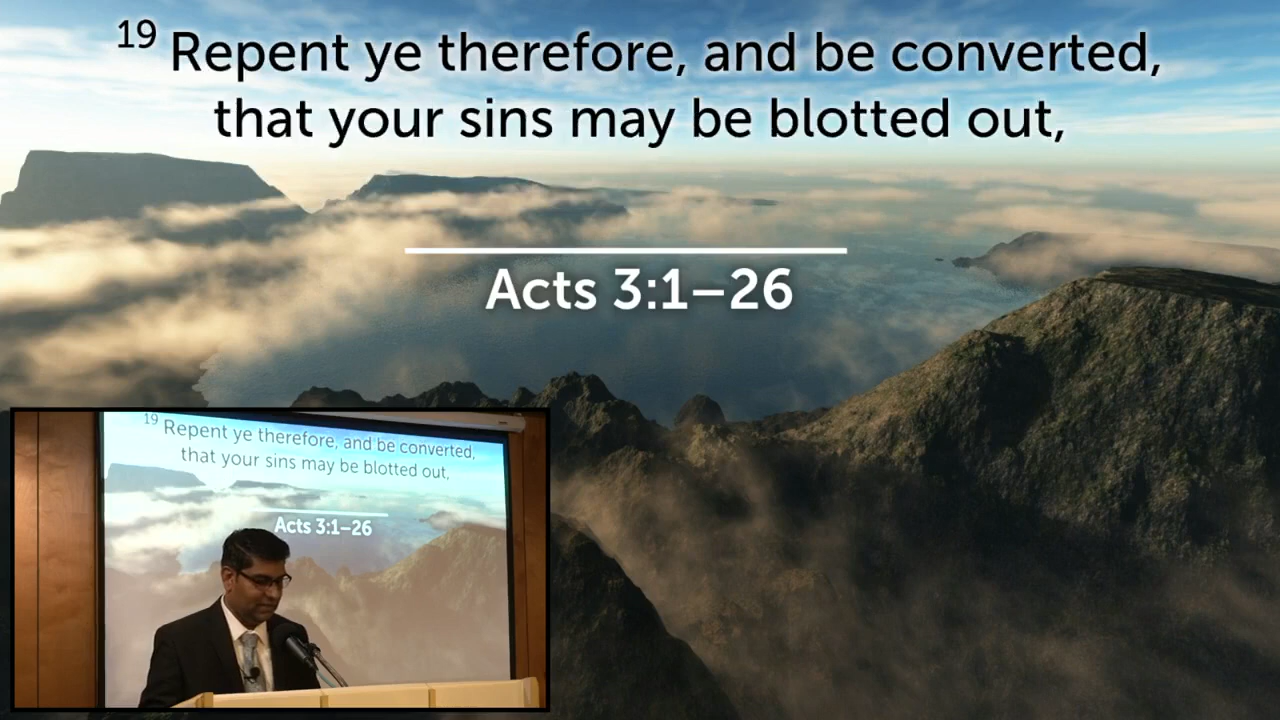 19 Repent ye therefore, and be converted,
that your sins may be blotted out,
Acts 3:1–26
19 Repent ye therefore, and be converted,
that your sins may be blotted out,
Acts 3:1–26